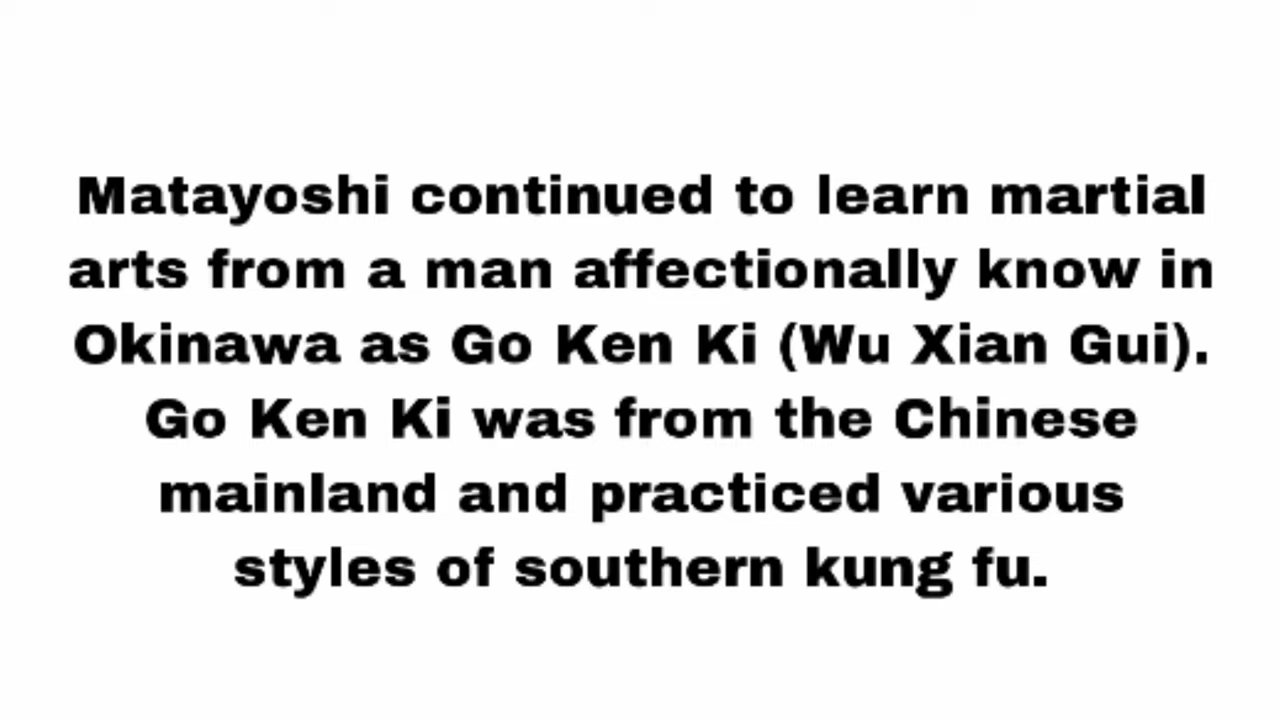 Matayoshi continued to learn martial
arts from a man affectionally know in
Okinawa as Go Ken Ki (Wu Xian Gui).
Go Ken Ki was from the Chinese
mainland and practiced various
styles of southern kung fu.